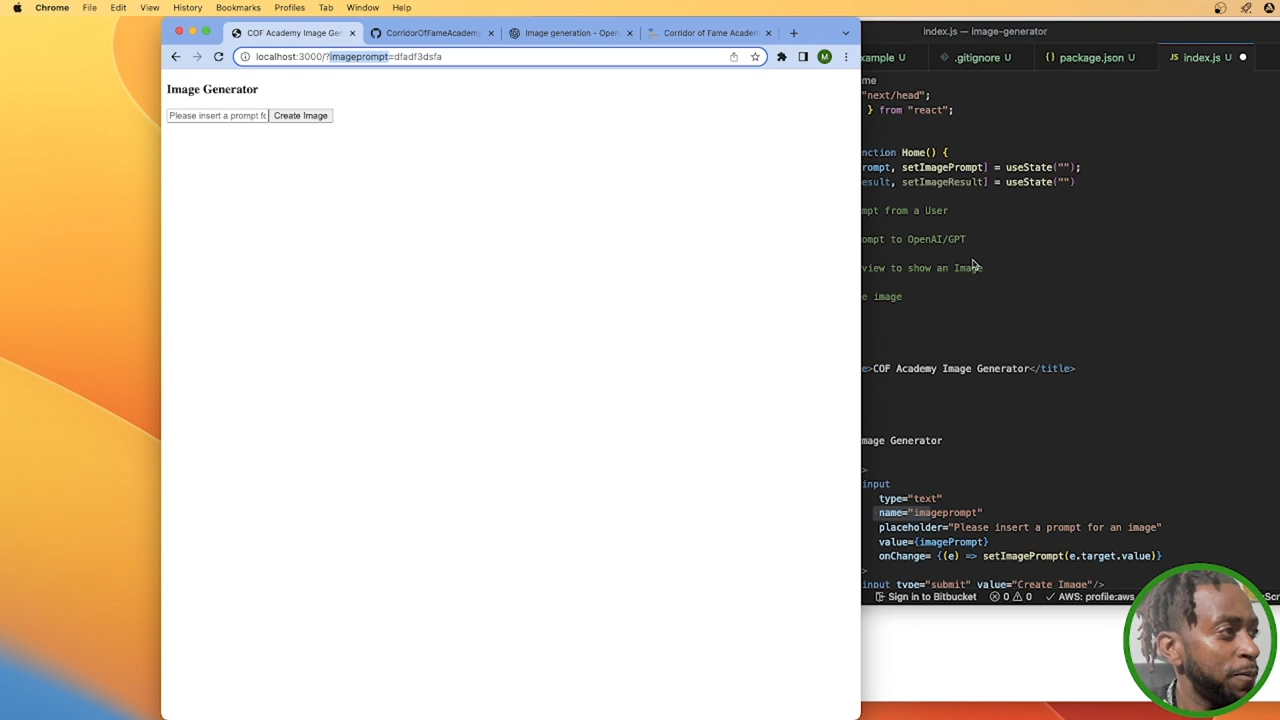 Chrome File Edit View History Bookmarks Profiles Tab Window Help
COF Academy Image Gen
CorridorOfFameAcademy
Image generation - Open
Corridor of Fame Academ
localhost:3000/?imageprompt=dfadf3dsfa
M
Image Generator
Please insert a prompt fo
Create Image
index.js — image-generator
xample U
.gitignore U
{} package.json U
JS index.js U
me
"next/head";
} from "react";
nction Home() {
rompt, setImagePrompt] = useState("");
esult, setImageResult] = useState("")
mpt from a User
ompt to OpenAI/GPT
view to show an Image
e image
e>COF Academy Image Generator</title>
mage Generator
>
input
type="text"
name="imageprompt"
placeholder="Please insert a prompt for an image"
value={imagePrompt}
onChange= {(e) => setImagePrompt(e.target.value)}
>
input type="submit" value="Create Image"/>
Sign in to Bitbucket 0 0 AWS: profile:aws
Scr